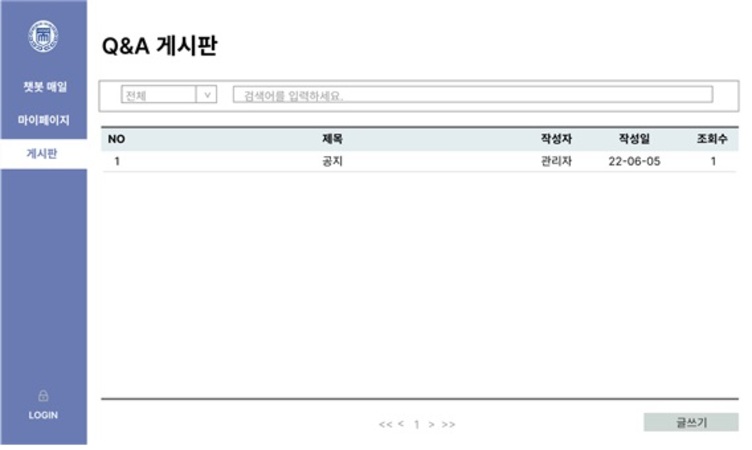 챗봇 매일
마이페이지
게시판
LOGIN
Q&A 게시판
전체
검색어를 입력하세요.
NO 제목 작성자 작성일 조회수
1 공지 관리자 22-06-05 1
<< < 1 > >>
글쓰기